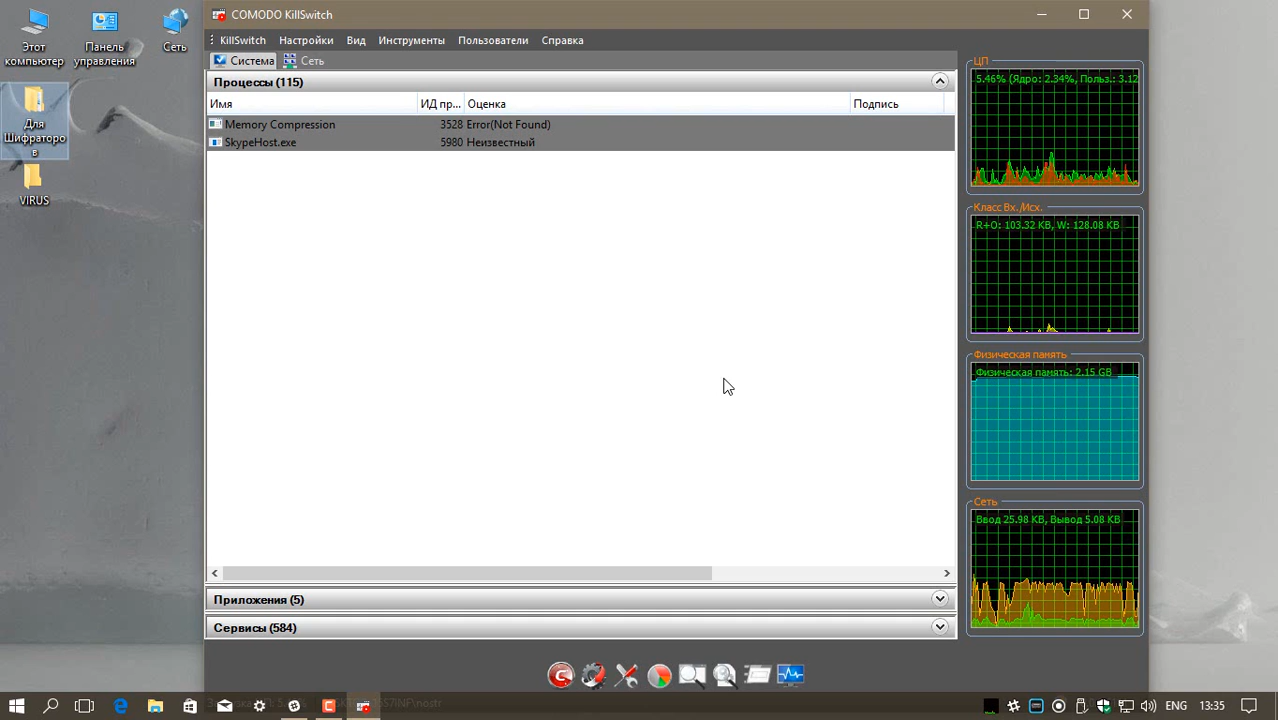 Этот
компьютер
Панель
управления
Сеть
Для
Шифраторо
в
VIRUS
COMODO KillSwitch
KillSwitch Настройки Вид Инструменты Пользователи Справка
Система Сеть
Процессы (115)
Имя ИД пр... Оценка Подпись
Memory Compression 3528 Error(Not Found)
SkypeHost.exe 5980 Неизвестный
Приложения (5)
Сервисы (584)
ЦП
5.46% (Ядро: 2.34%, Польз.: 3.12
Класс Вх./Исх.
R+O: 103.32 KB, W: 128.08 KB
Физическая память
Физическая память: 2.15 GB
Сеть
Ввод 25.98 KB, Вывод 5.08 KB
ENG 13:35